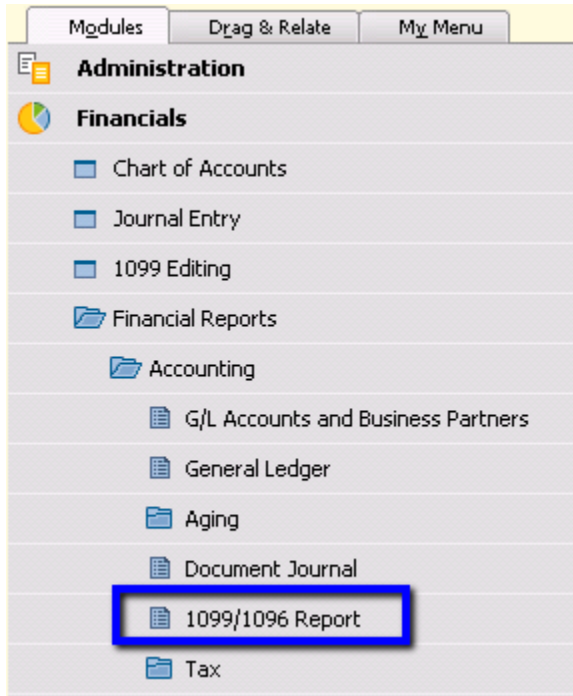 Modules Drag & Relate My Menu
Administration
Financials
Chart of Accounts
Journal Entry
1099 Editing
Financial Reports
Accounting
G/L Accounts and Business Partners
General Ledger
Aging
Document Journal
1099/1096 Report
Tax